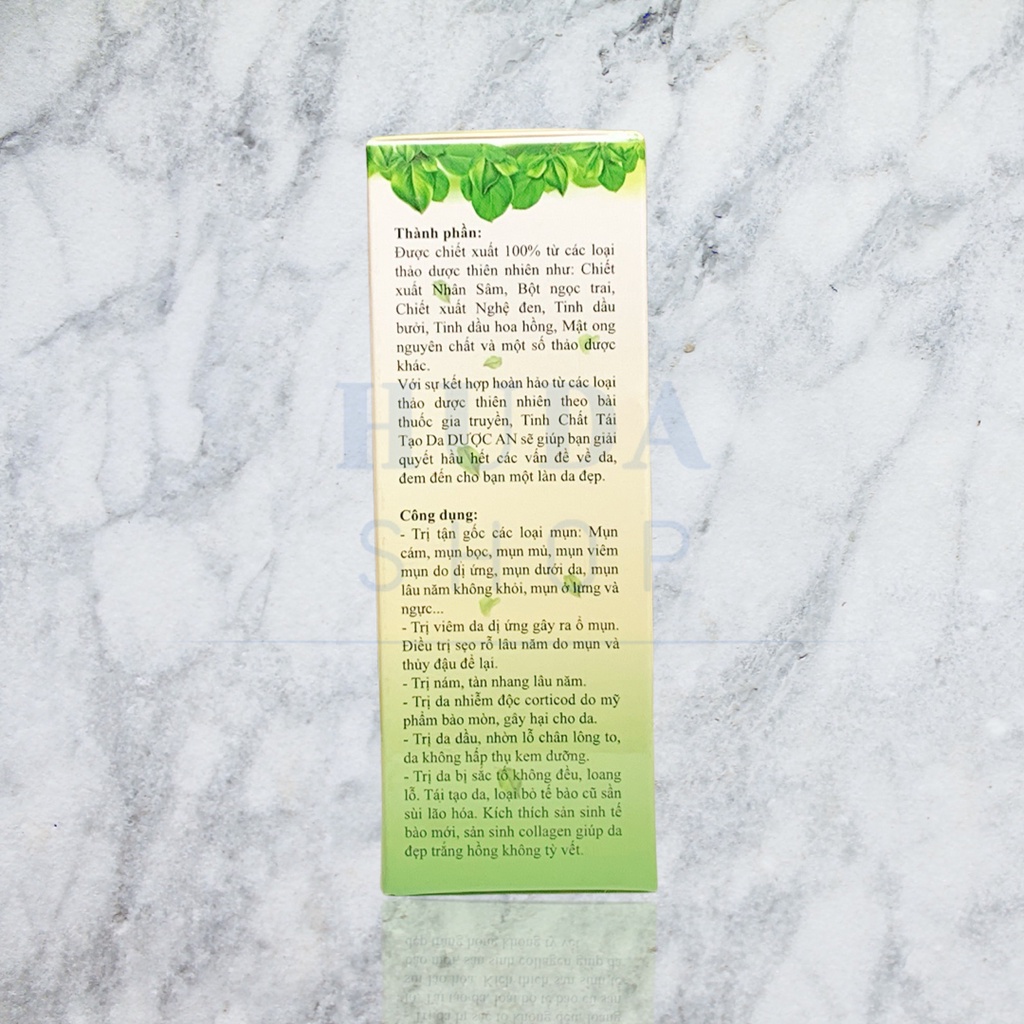 Thành phần:
Được chiết xuất 100% từ các loại
thảo dược thiên nhiên như: Chiết
xuất Nhân Sâm, Bột ngọc trai,
Chiết xuất Nghệ đen, Tinh dầu
bưởi, Tinh dầu hoa hồng, Mật ong
nguyên chất và một số thảo dược
khác.
Với sự kết hợp hoàn hảo từ các loại
thảo dược thiên nhiên theo bài
thuốc gia truyền, Tinh Chất Tái
Tạo Da DƯỢC AN sẽ giúp bạn giải
quyết hầu hết các vấn đề về da,
đem đến cho bạn một làn da đẹp.
HUDA
SHOP
Công dụng:
- Trị tận gốc các loại mụn: Mụn
cám, mụn bọc, mụn mủ, mụn viêm
mụn do dị ứng, mụn dưới da, mụn
lâu năm không khỏi, mụn ở lưng và
ngực...
- Trị viêm da dị ứng gây ra ổ mụn.
Điều trị sẹo rỗ lâu năm do mụn và
thủy đậu để lại.
- Trị nám, tàn nhang lâu năm.
- Trị da nhiễm độc corticod do mỹ
phẩm bào mòn, gây hại cho da.
- Trị da dầu, nhờn lỗ chân lông to,
da không hấp thụ kem dưỡng.
- Trị da bị sắc tố không đều, loang
lổ. Tái tạo da, loại bỏ tế bào cũ sần
sùi lão hóa. Kích thích sản sinh tế
bào mới, sản sinh collagen giúp da
đẹp trắng hồng không tỳ vết.